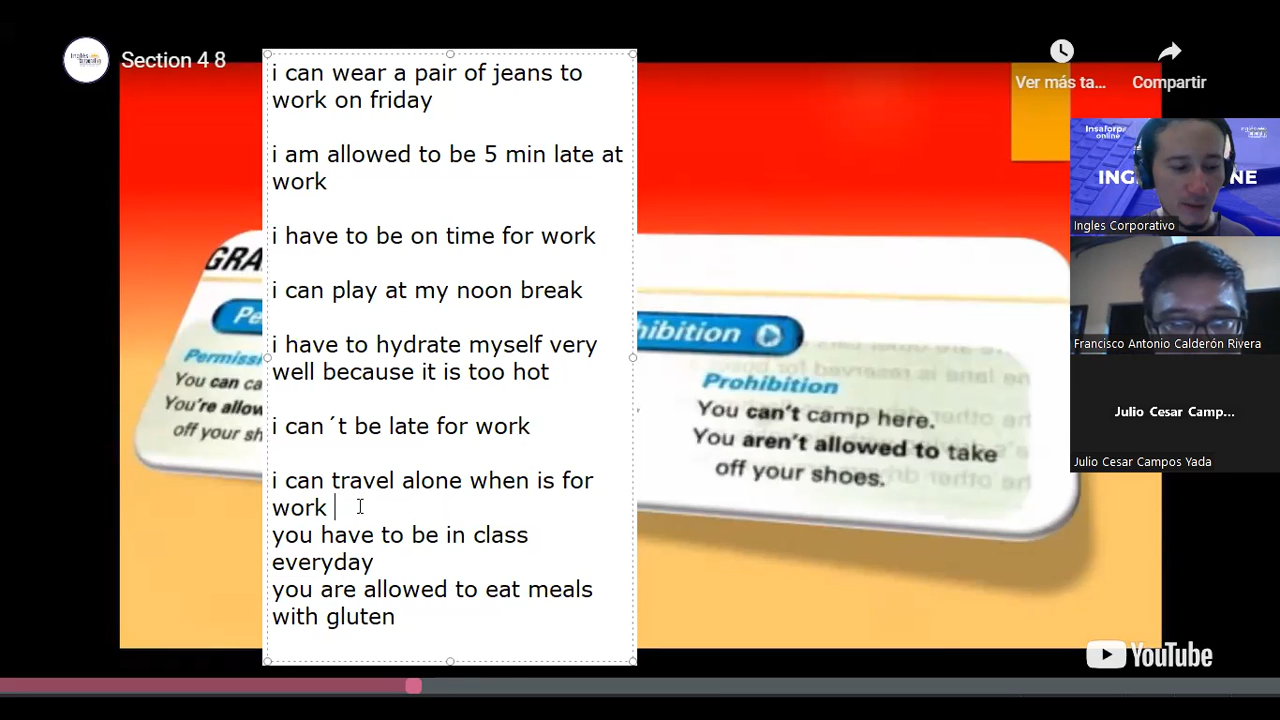 Section 4 8
Ver más ta...
Compartir
i can wear a pair of jeans to
work on friday
i am allowed to be 5 min late at
work
i have to be on time for work
i can play at my noon break
i have to hydrate myself very
well because it is too hot
i can´t be late for work
i can travel alone when is for
work
you have to be in class
everyday
you are allowed to eat meals
with gluten
GRA
Pe
Permissi
You can ca
You're allow
off your sh
hibition
Prohibition
You can't camp here.
You aren't allowed to take
off your shoes.
Insaforp
online
ING
NE
Ingles Corporativo
Francisco Antonio Calderón Rivera
Julio Cesar Camp...
Julio Cesar Campos Yada
YouTube